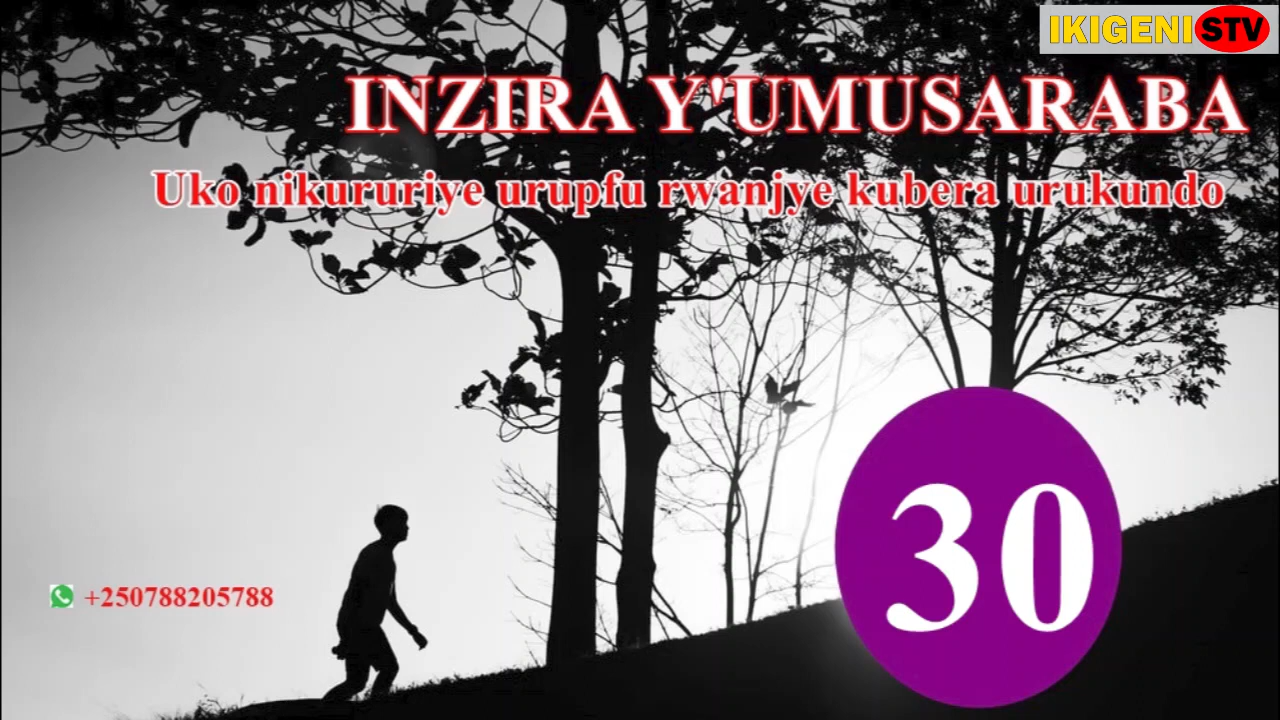 IKIGENI STV
INZIRA Y'UMUSARABA
Uko nikururiye urupfu rwanjye kubera urukundo
30
+250788205788